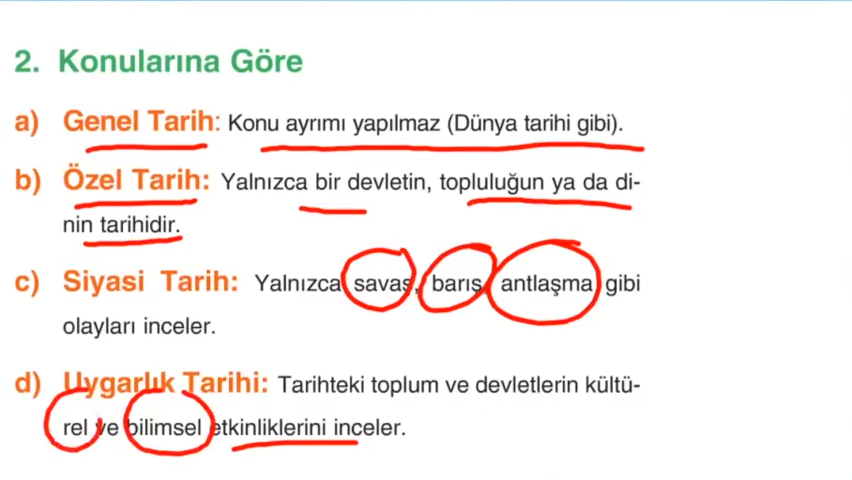 2. Konularına Göre
a) Genel Tarih: Konu ayrımı yapılmaz (Dünya tarihi gibi).
b) Özel Tarih: Yalnızca bir devletin, topluluğun ya da di-
nin tarihidir.
c) Siyasi Tarih: Yalnızca savaş, barış, antlaşma gibi
olayları inceler.
d) Uygarlık Tarihi: Tarihteki toplum ve devletlerin kültü-
rel ve bilimsel etkinliklerini inceler.